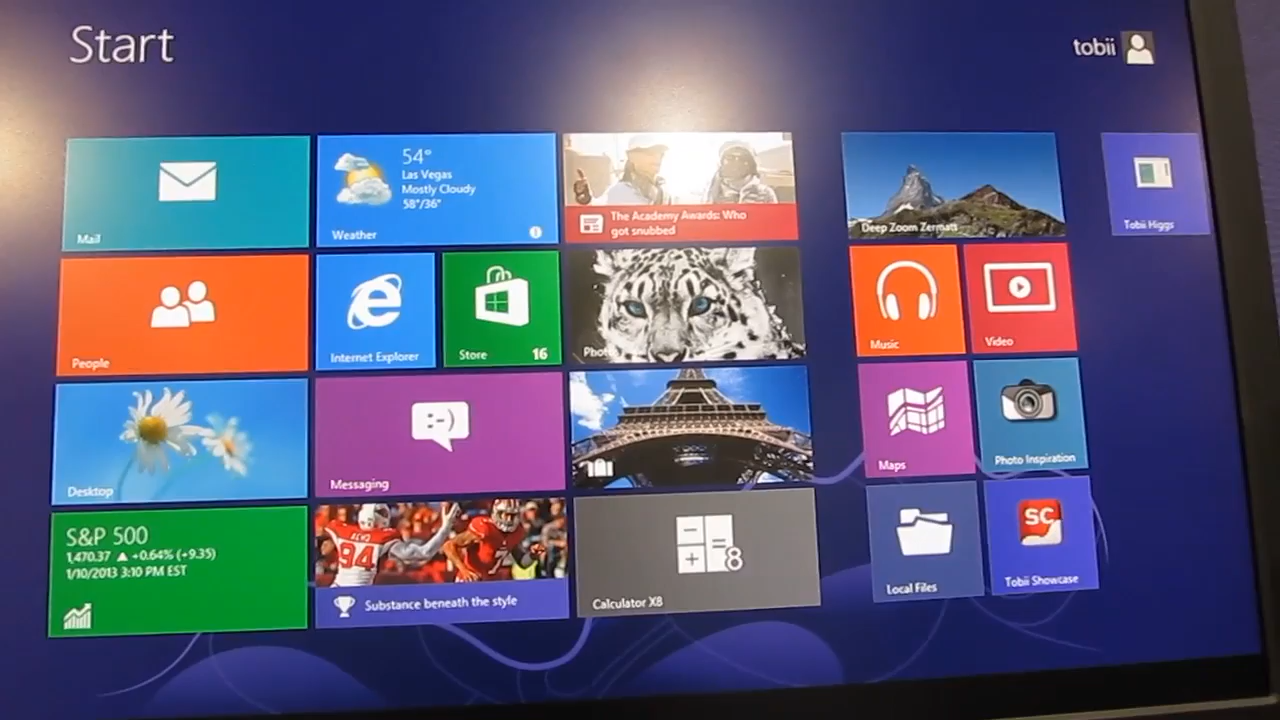 Start
tobii
Mail
54°
Las Vegas
Mostly Cloudy
58°/36°
Weather
The Academy Awards: Who
got snubbed
Deep Zoom Zermatt
Tobii Higgs
People
Internet Explorer
Store
16
Music
Video
Desktop
:-)
Messaging
Maps
Photo Inspiration
S&P 500
1,470.37 ▲ +0.64% (+9.35)
1/10/2013 3:10 PM EST
94
Substance beneath the style
8
Calculator X8
Local Files
SC
Tobii Showcase